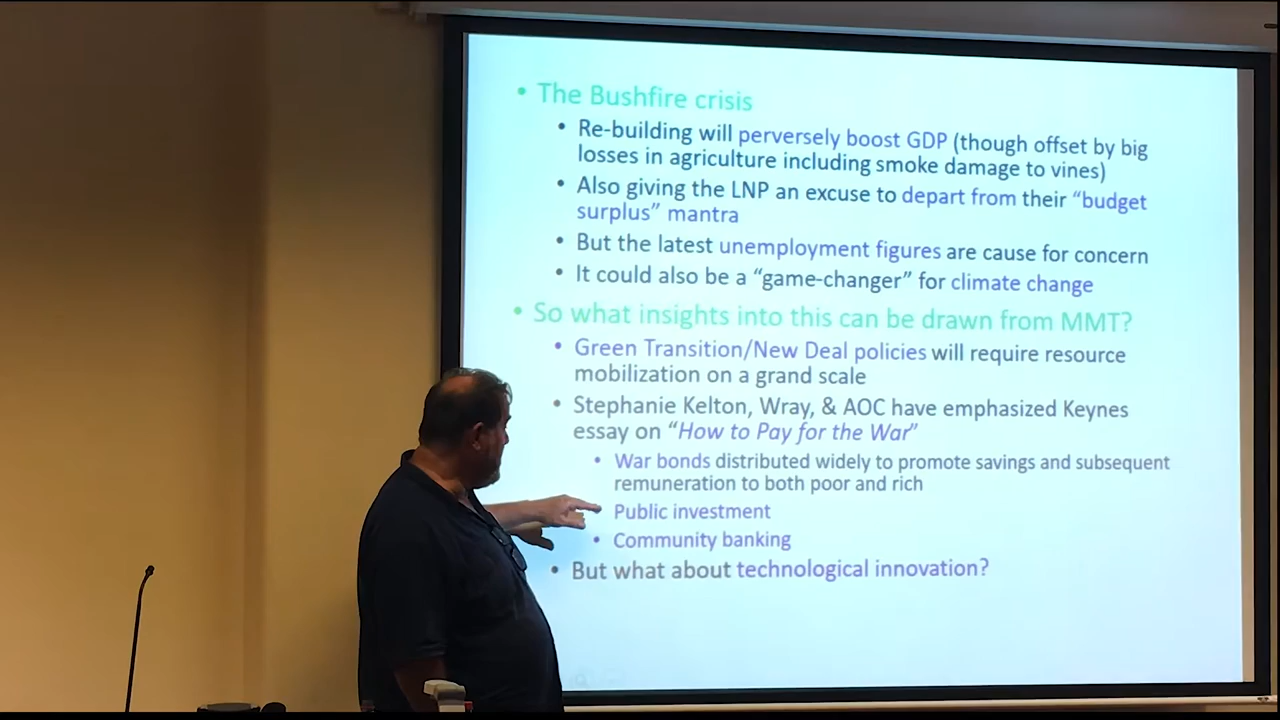 • The Bushfire crisis
• Re-building will perversely boost GDP (though offset by big
losses in agriculture including smoke damage to vines)
• Also giving the LNP an excuse to depart from their “budget
surplus” mantra
• But the latest unemployment figures are cause for concern
• It could also be a “game-changer” for climate change
• So what insights into this can be drawn from MMT?
• Green Transition/New Deal policies will require resource
mobilization on a grand scale
• Stephanie Kelton, Wray, & AOC have emphasized Keynes
essay on “How to Pay for the War”
• War bonds distributed widely to promote savings and subsequent
remuneration to both poor and rich
Public investment
• Community banking
• But what about technological innovation?